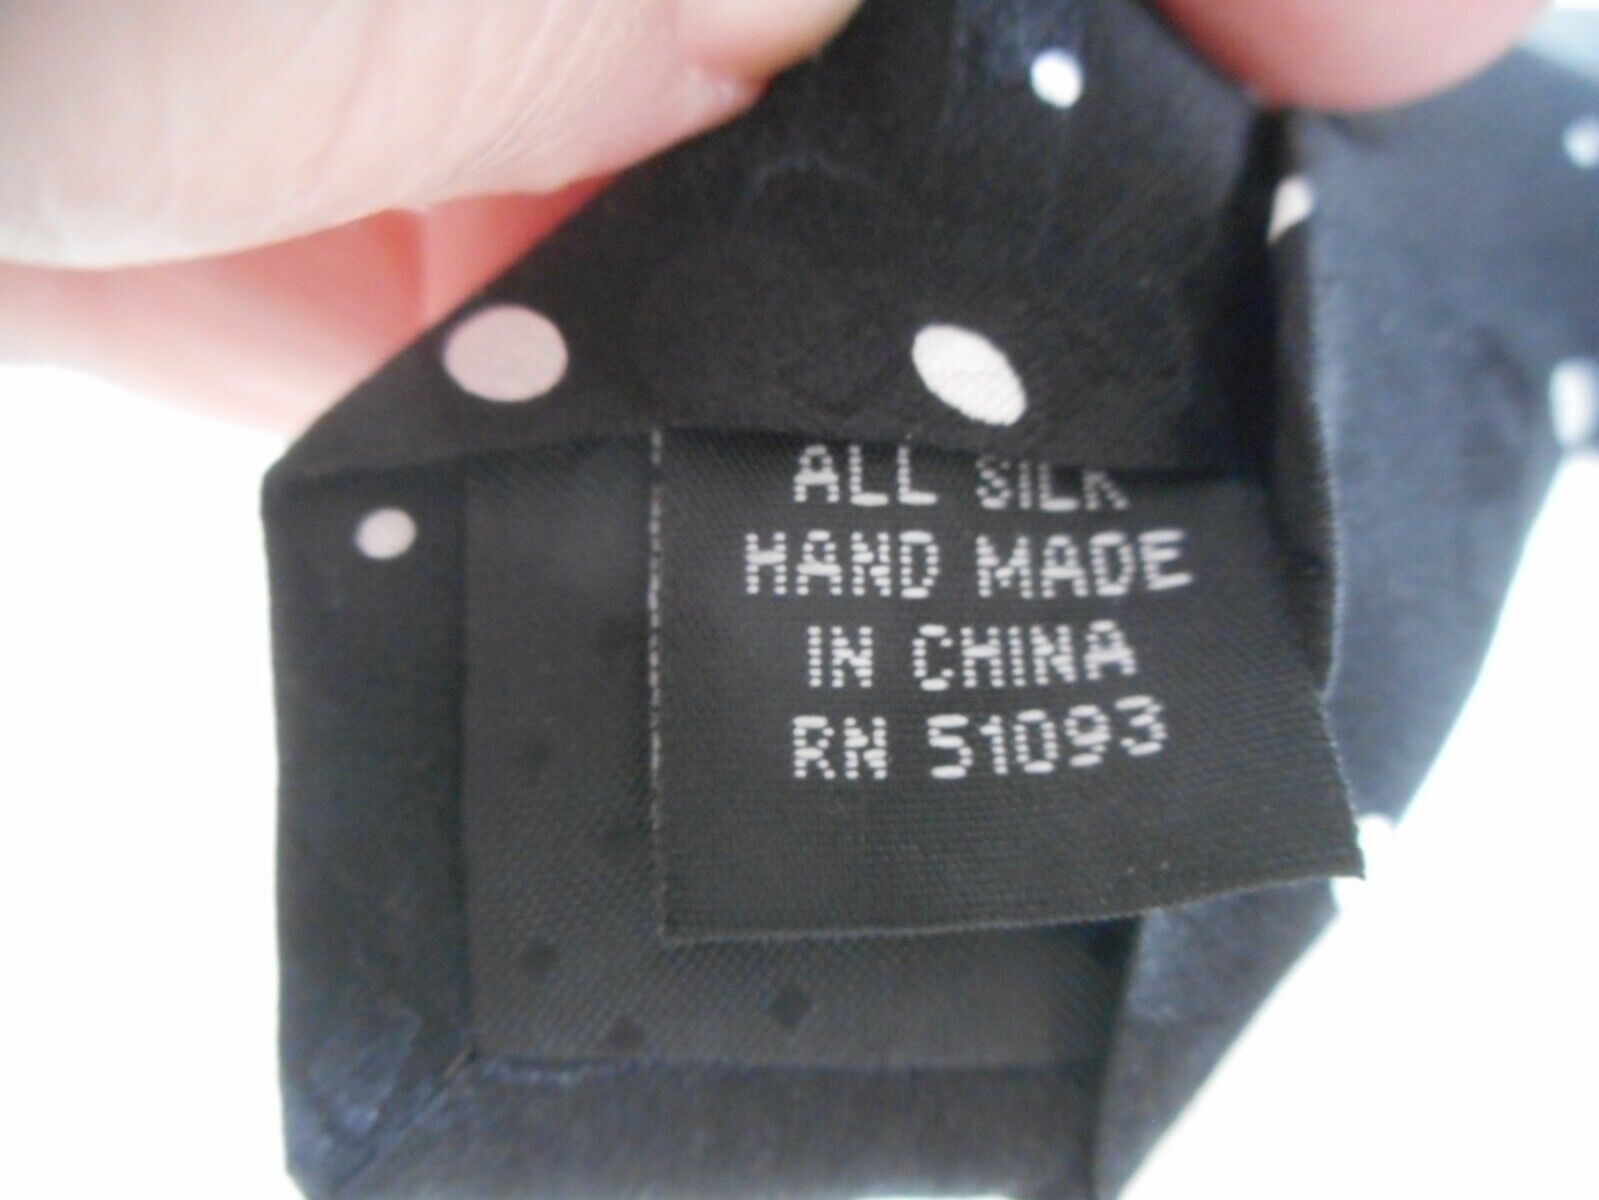 ALL SILK
HAND MADE
IN CHINA
RN 51093